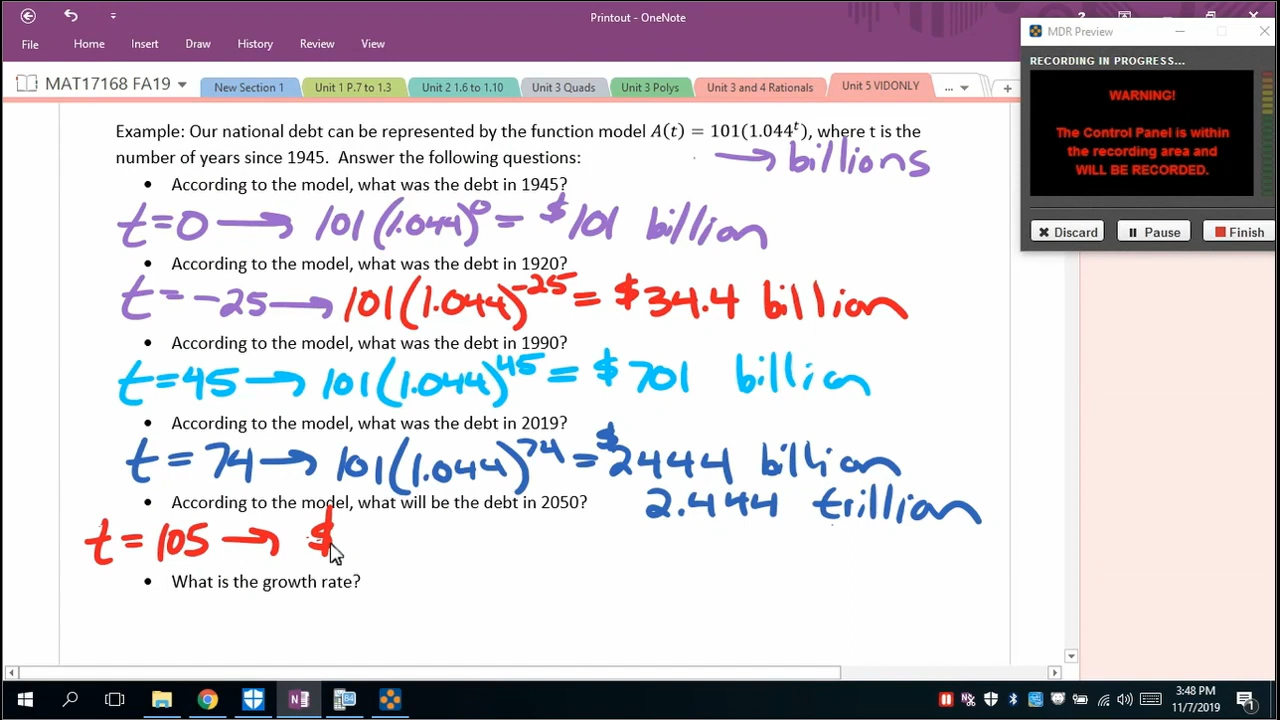 Printout - OneNote
?
File Home Insert Draw History Review View
MDR Preview
RECORDING IN PROGRESS...
WARNING!
The Control Panel is within
the recording area and
WILL BE RECORDED.
Discard Pause Finish
MAT17168 FA19 New Section 1 Unit 1 P.7 to 1.3 Unit 2 1.6 to 1.10 Unit 3 Quads Unit 3 Polys Unit 3 and 4 Rationals Unit 5 VIDONLY ... +
Example: Our national debt can be represented by the function model A(t) = 101(1.044^t), where t is the
number of years since 1945. Answer the following questions:
→ billions
• According to the model, what was the debt in 1945?
t=0 → 101(1.044)^0 = $101 billion
• According to the model, what was the debt in 1920?
t=-25 → 101(1.044)^-25 = $34.4 billion
• According to the model, what was the debt in 1990?
t=45 → 101(1.044)^45 = $701 billion
• According to the model, what was the debt in 2019?
t=74 → 101(1.044)^74 = $2444 billion
2.444 trillion
• According to the model, what will be the debt in 2050?
t=105 → $
• What is the growth rate?
3:48 PM
11/7/2019
1